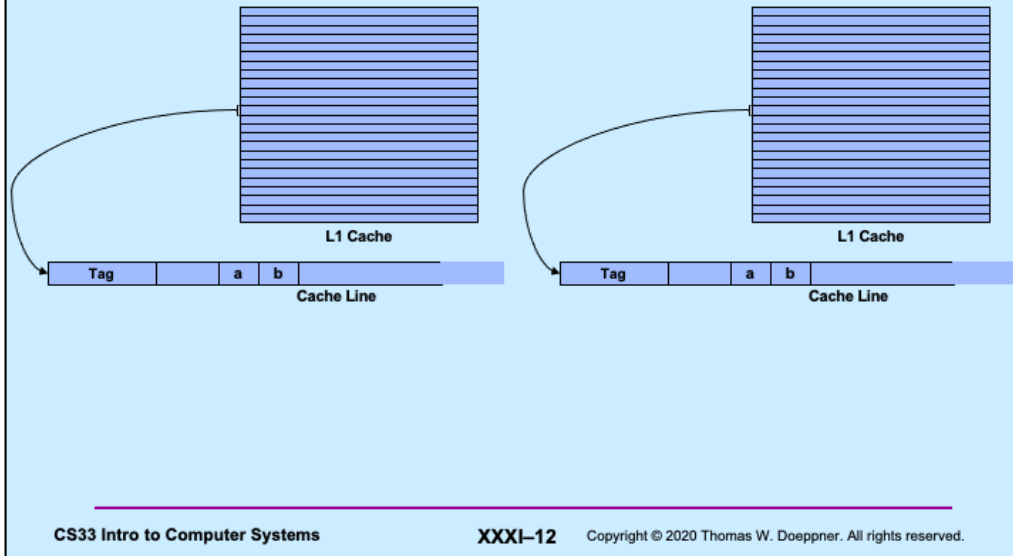 L1 Cache L1 Cache
Tag a b Tag a b
Cache Line Cache Line
CS33 Intro to Computer Systems XXXI–12 Copyright © 2020 Thomas W. Doeppner. All rights reserved.